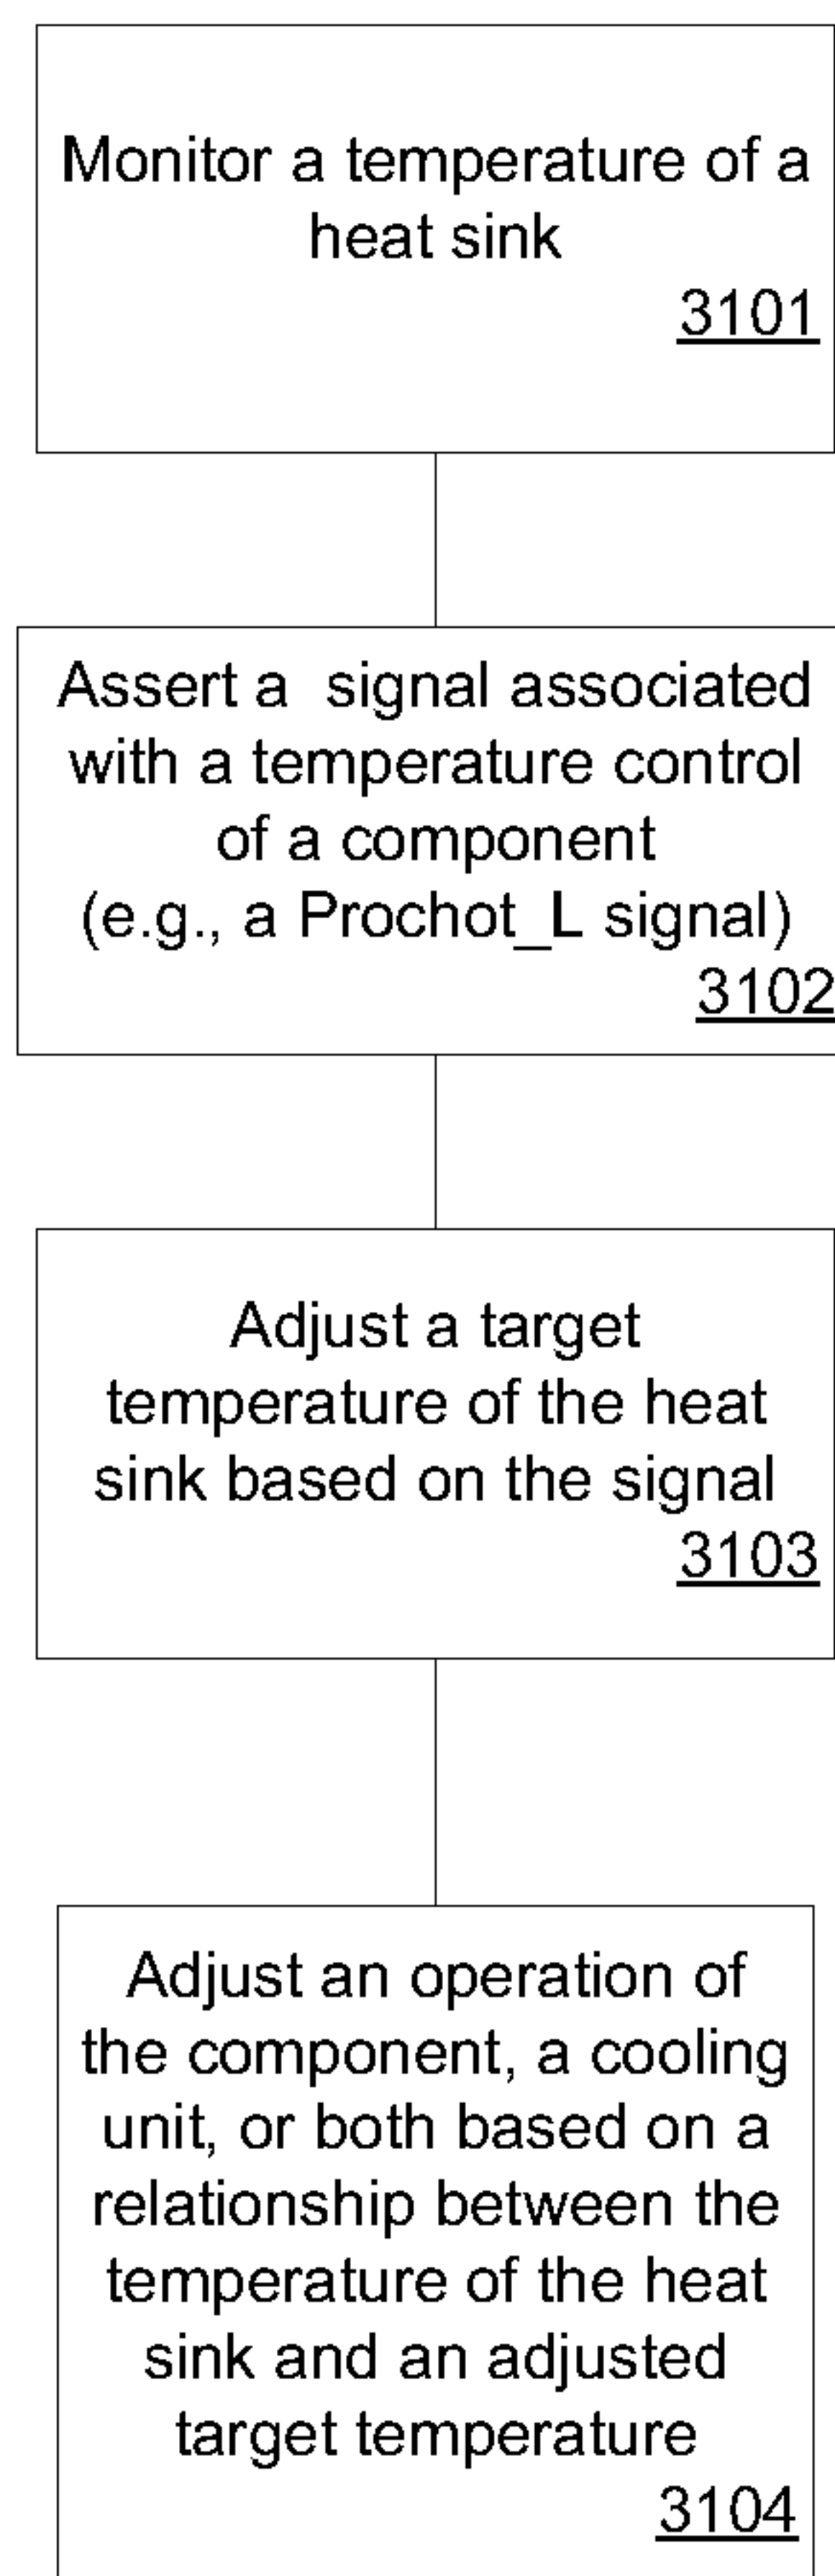 Monitor a temperature of a
heat sink
3101
Assert a  signal associated
with a temperature control
of a component
(e.g., a Prochot_L signal)
3102
Adjust a target
temperature of the heat
sink based on the signal
3103
Adjust an operation of
the component, a cooling
unit, or both based on a
relationship between the
temperature of the heat
sink and an adjusted
target temperature
3104